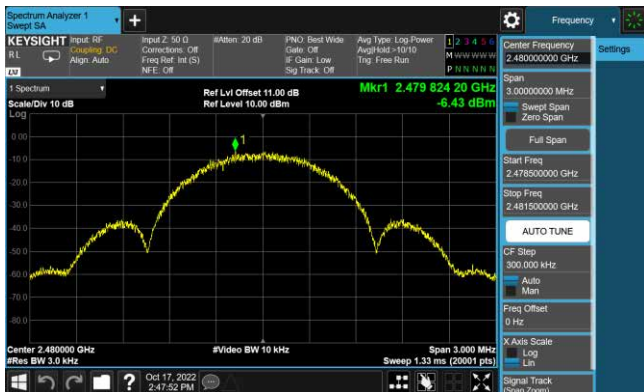 Spectrum Analyzer 1
Swept SA
+
Frequency
KEYSIGHT
RL
LXI
Input: RF
Coupling: DC
Align: Auto
Input Z: 50 Ω
Corrections: Off
Freq Ref: Int (S)
NFE: Off
#Atten: 20 dB
PNO: Best Wide
Gate: Off
IF Gain: Low
Sig Track: Off
Avg Type: Log-Power
Avg|Hold:>10/10
Trig: Free Run
1 2 3 4 5 6
M W W W W W
P N N N N N
1 Spectrum
Scale/Div 10 dB
Log
Ref Lvl Offset 11.00 dB
Ref Level 10.00 dBm
Mkr1 2.479 824 20 GHz
-6.43 dBm
1
0.00
-10.0
-20.0
-30.0
-40.0
-50.0
-60.0
-70.0
-80.0
Center 2.480000 GHz
#Res BW 3.0 kHz
#Video BW 10 kHz
Span 3.000 MHz
Sweep 1.33 ms (20001 pts)
Oct 17, 2022
2:47:52 PM
Center Frequency
2.480000000 GHz
Span
3.00000000 MHz
Swept Span
Zero Span
Full Span
Start Freq
2.478500000 GHz
Stop Freq
2.481500000 GHz
AUTO TUNE
CF Step
300.000 kHz
Auto
Man
Freq Offset
0 Hz
X Axis Scale
Log
Lin
Signal Track
(Span Zoom)
Settings